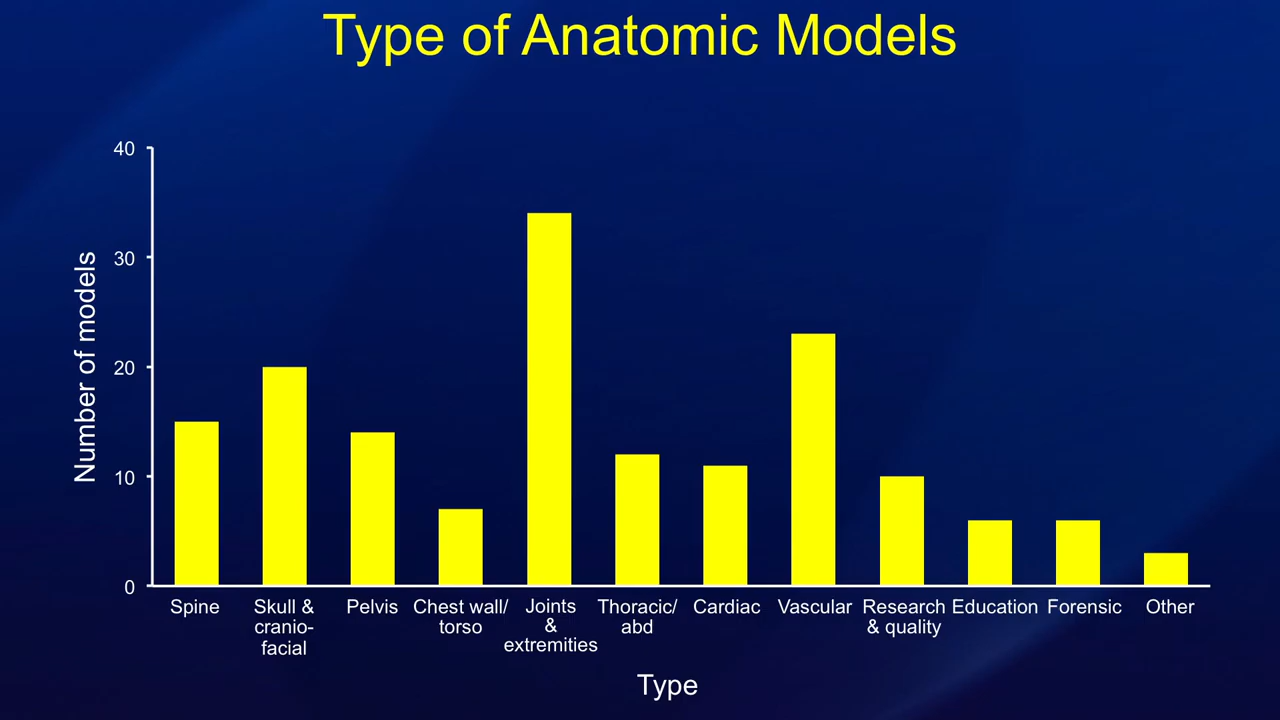 Type of Anatomic Models
40
30
20
10
0
Number of models
Spine
Skull &
cranio-
facial
Pelvis
Chest wall/
torso
Joints
&
extremities
Thoracic/
abd
Cardiac
Vascular
Research
& quality
Education
Forensic
Other
Type